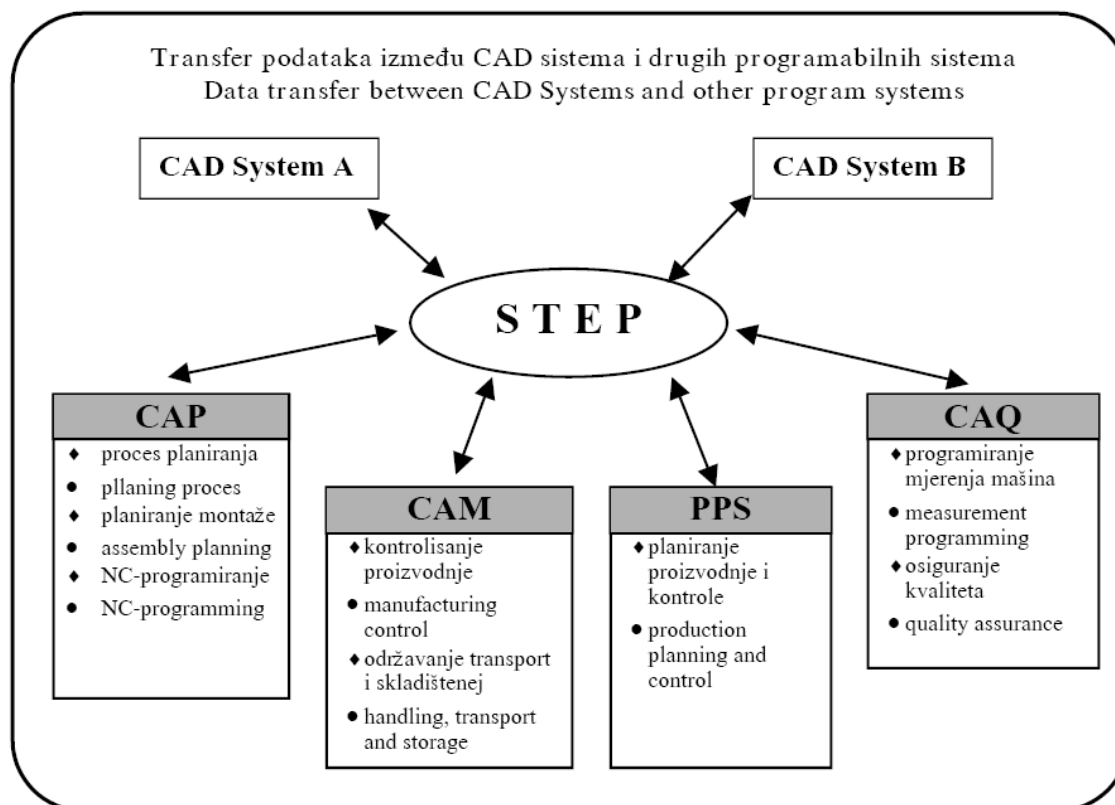 Transfer podataka između CAD sistema i drugih programabilnih sistema
Data transfer between CAD Systems and other program systems
CAD System A
CAD System B
S T E P
CAP
♦ proces planiranja
● pllaning proces
♦ planiranje montaže
● assembly planning
♦ NC-programiranje
● NC-programming
CAM
♦ kontrolisanje
proizvodnje
● manufacturing
control
♦ održavanje transport
i skladištenej
● handling, transport
and storage
PPS
♦ planiranje
proizvodnje i
kontrole
● production
planning and
control
CAQ
♦ programiranje
mjerenja mašina
● measurement
programming
♦ osiguranje
kvaliteta
● quality assurance